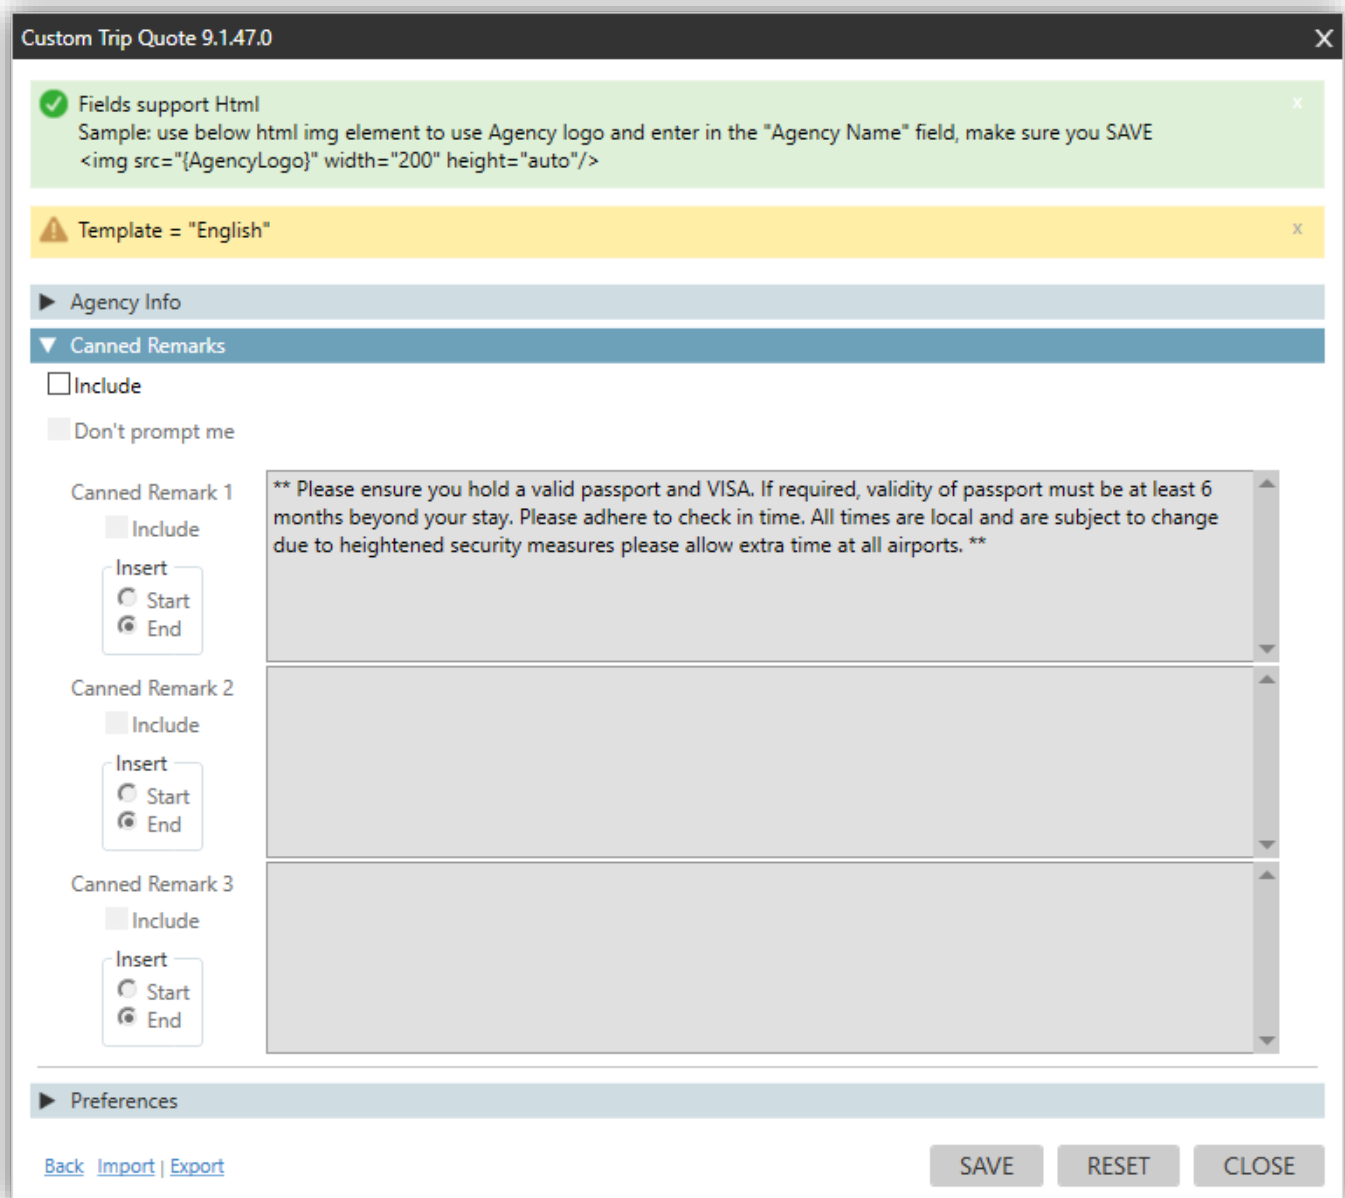 Custom Trip Quote 9.1.47.0
X
Fields support Html
x
Sample: use below html img element to use Agency logo and enter in the "Agency Name" field, make sure you SAVE
<img src="{AgencyLogo}" width="200" height="auto"/>
Template = "English"
x
Agency Info
Canned Remarks
Include
Don't prompt me
Canned Remark 1
Include
Insert
Start
End
** Please ensure you hold a valid passport and VISA. If required, validity of passport must be at least 6
months beyond your stay. Please adhere to check in time. All times are local and are subject to change
due to heightened security measures please allow extra time at all airports. **
Canned Remark 2
Include
Insert
Start
End
Canned Remark 3
Include
Insert
Start
End
Preferences
Back Import | Export
SAVE
RESET
CLOSE